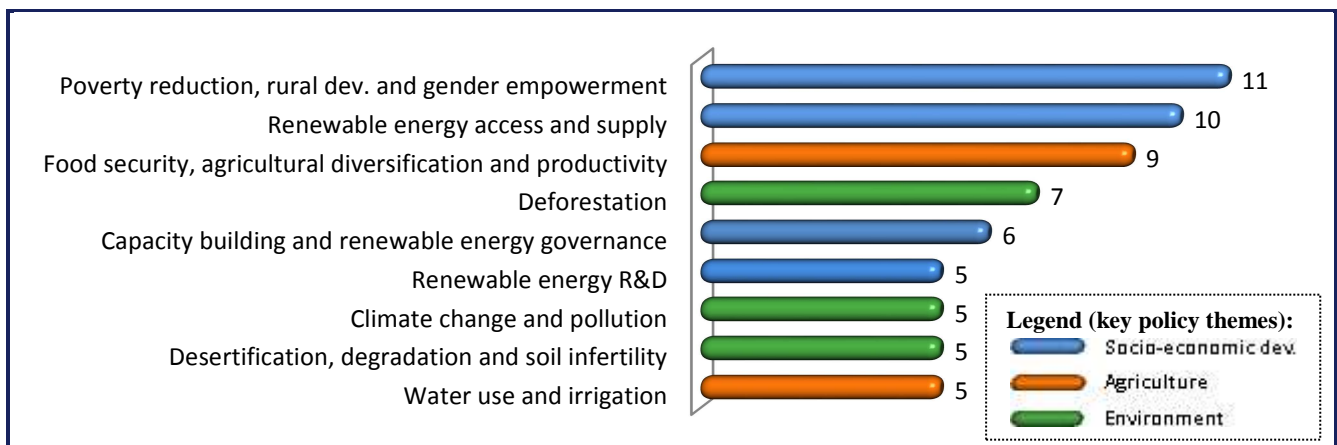 Poverty reduction, rural dev. and gender empowerment 11
Renewable energy access and supply 10
Food security, agricultural diversification and productivity 9
Deforestation 7
Capacity building and renewable energy governance 6
Renewable energy R&D 5
Climate change and pollution 5
Desertification, degradation and soil infertility 5
Water use and irrigation 5
Legend (key policy themes):
Socio-economic dev.
Agriculture
Environment